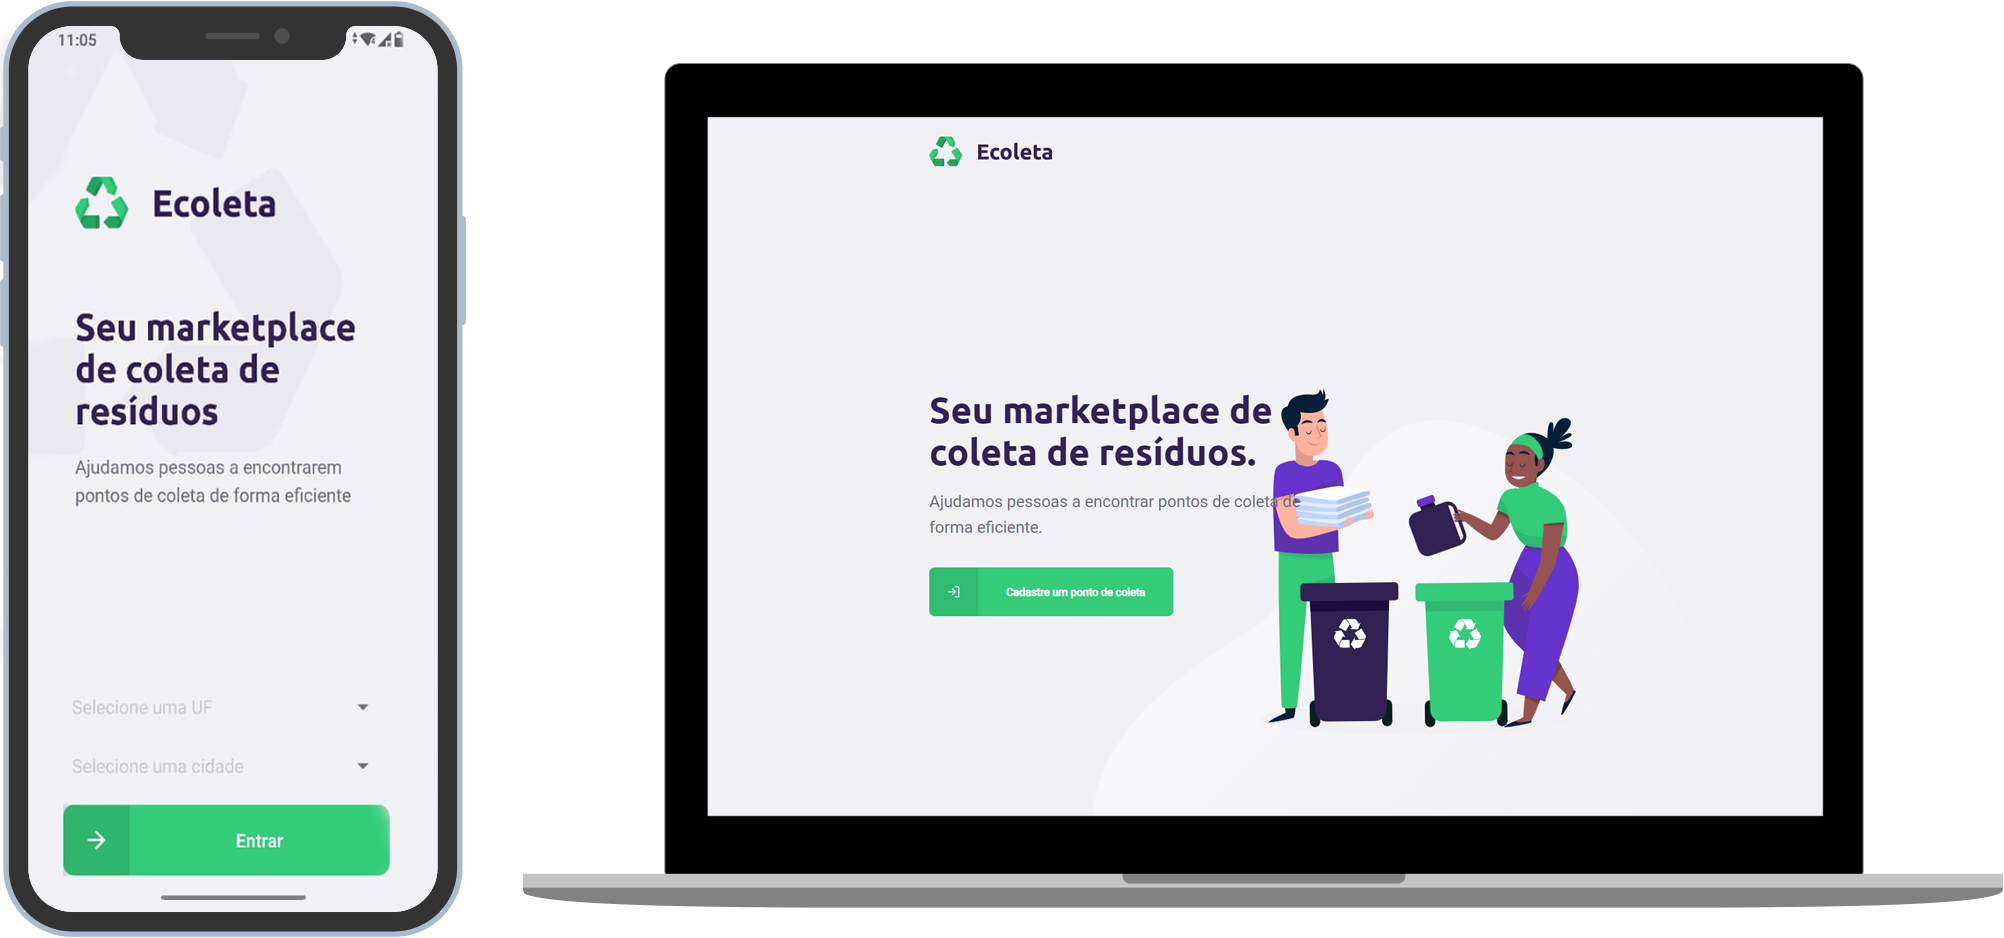 11:05
Ecoleta
Seu marketplace
de coleta de
resíduos
Ajudamos pessoas a encontrarem
pontos de coleta de forma eficiente
Selecione uma UF
Selecione uma cidade
Entrar
Ecoleta
Seu marketplace de
coleta de resíduos.
Ajudamos pessoas a encontrar pontos de coleta de
forma eficiente.
Cadastre um ponto de coleta